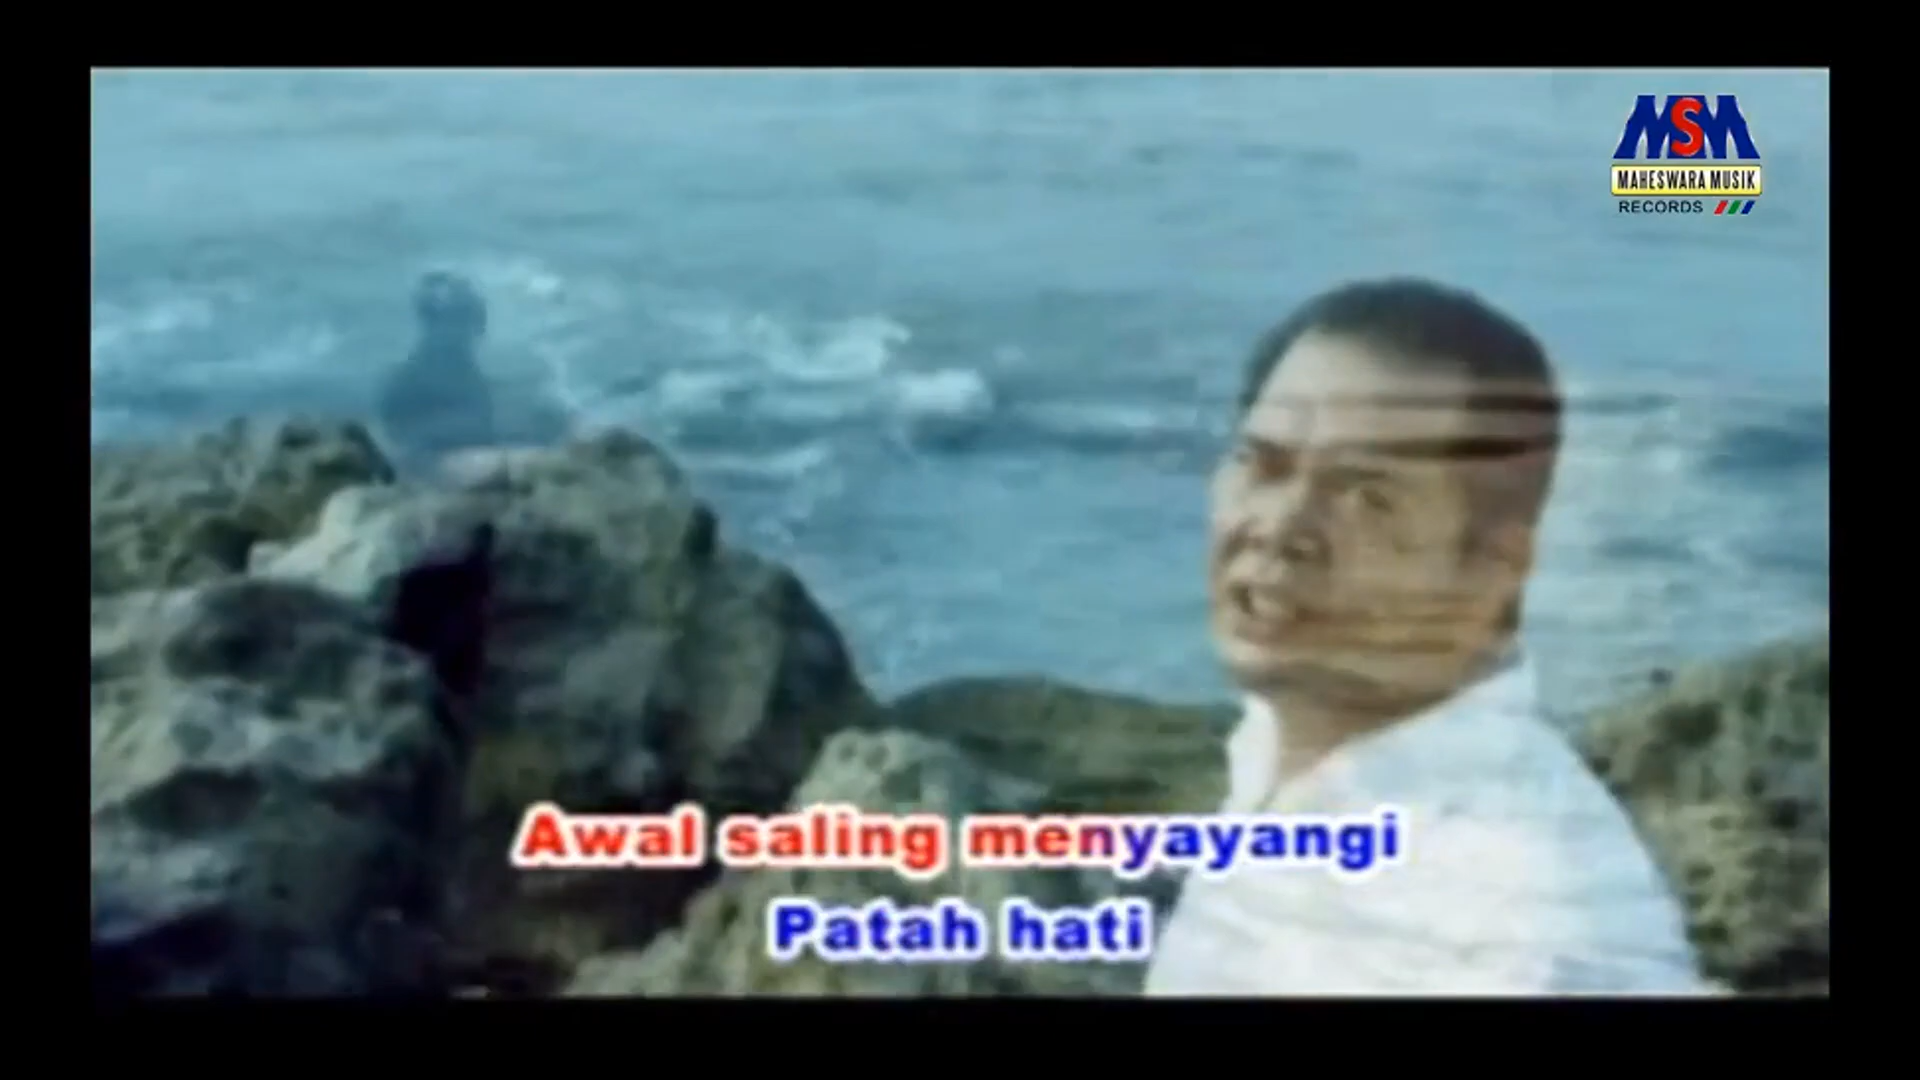 MSM
MAHESWARA MUSIK
RECORDS
Awal saling menyayangi
Patah hati